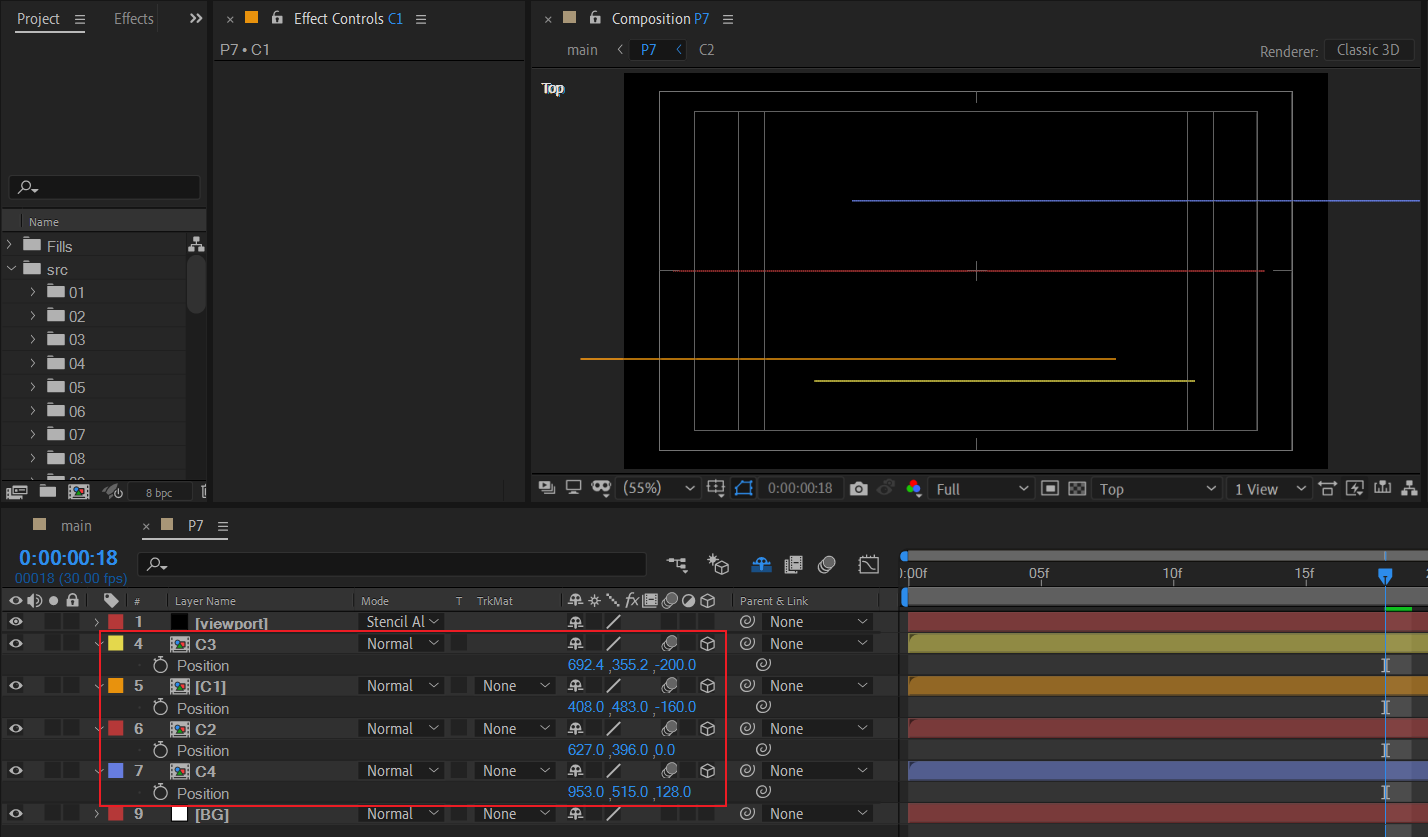 Project
Effects
Effect Controls C1
P7 • C1
Composition P7
main
P7
C2
Renderer:
Classic 3D
Top
Name
Fills
src
01
02
03
04
05
06
07
08
8 bpc
(55%)
0:00:00:18
Full
Top
1 View
main
P7
0:00:00:18
00018 (30.00 fps)
:00f
05f
10f
15f
# Layer Name Mode T TrkMat Parent & Link
1 [viewport] Stencil Al None
4 C3 Normal None
Position 692.4 ,355.2 ,-200.0
5 [C1] Normal None None
Position 408.0 ,483.0 ,-160.0
6 C2 Normal None None
Position 627.0 ,396.0 ,0.0
7 C4 Normal None None
Position 953.0 ,515.0 ,128.0
9 [BG] Normal None None